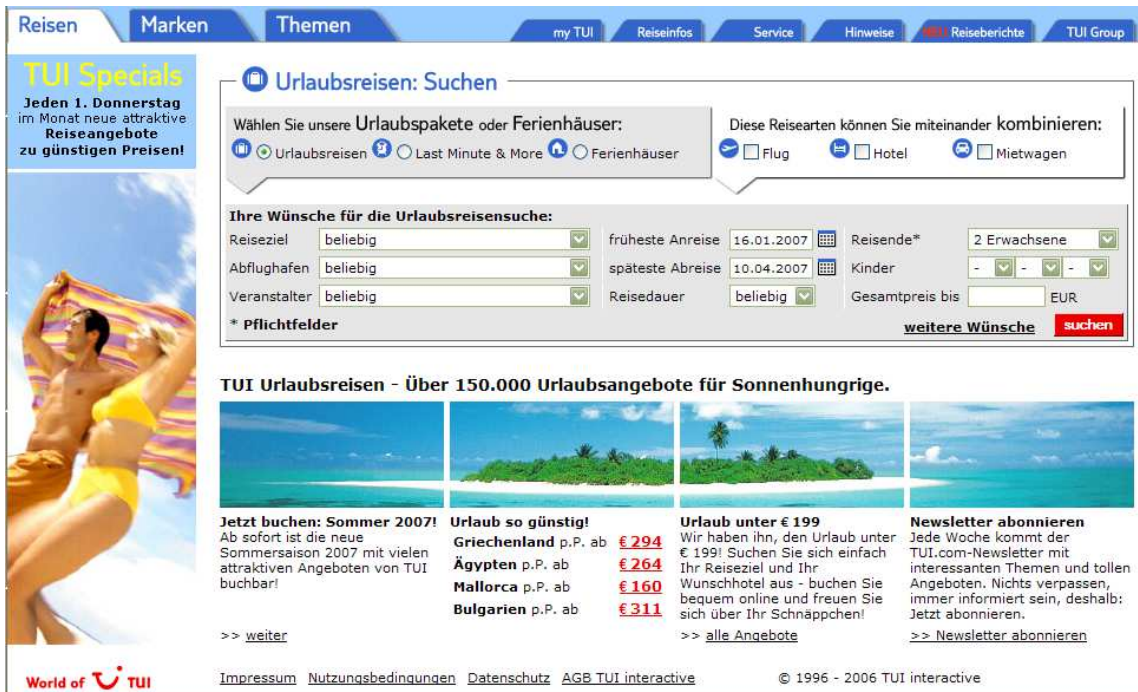 Reisen
Marken
Themen
my TUI
Reiseinfos
Service
Hinweise
NEU Reiseberichte
TUI Group
TUI Specials
Jeden 1. Donnerstag
im Monat neue attraktive
Reiseangebote
zu günstigen Preisen!
Urlaubsreisen: Suchen
Wählen Sie unsere Urlaubspakete oder Ferienhäuser:
Urlaubsreisen Last Minute & More Ferienhäuser
Diese Reisearten können Sie miteinander kombinieren:
Flug Hotel Mietwagen
Ihre Wünsche für die Urlaubsreisensuche:
Reiseziel beliebig früheste Anreise 16.01.2007 Reisende* 2 Erwachsene
Abflughafen beliebig späteste Abreise 10.04.2007 Kinder - - -
Veranstalter beliebig Reisedauer beliebig Gesamtpreis bis EUR
* Pflichtfelder weitere Wünsche suchen
TUI Urlaubsreisen - Über 150.000 Urlaubsangebote für Sonnenhungrige.
Jetzt buchen: Sommer 2007!
Ab sofort ist die neue
Sommersaison 2007 mit vielen
attraktiven Angeboten von TUI
buchbar!
>> weiter
Urlaub so günstig!
Griechenland p.P. ab € 294
Ägypten p.P. ab € 264
Mallorca p.P. ab € 160
Bulgarien p.P. ab € 311
Urlaub unter € 199
Wir haben ihn, den Urlaub unter
€ 199! Suchen Sie sich einfach
Ihr Reiseziel und Ihr
Wunschhotel aus - buchen Sie
bequem online und freuen Sie
sich über Ihr Schnäppchen!
>> alle Angebote
Newsletter abonnieren
Jede Woche kommt der
TUI.com-Newsletter mit
interessanten Themen und tollen
Angeboten. Nichts verpassen,
immer informiert sein, deshalb:
Jetzt abonnieren.
>> Newsletter abonnieren
World of TUI
Impressum Nutzungsbedingungen Datenschutz AGB TUI interactive © 1996 - 2006 TUI interactive